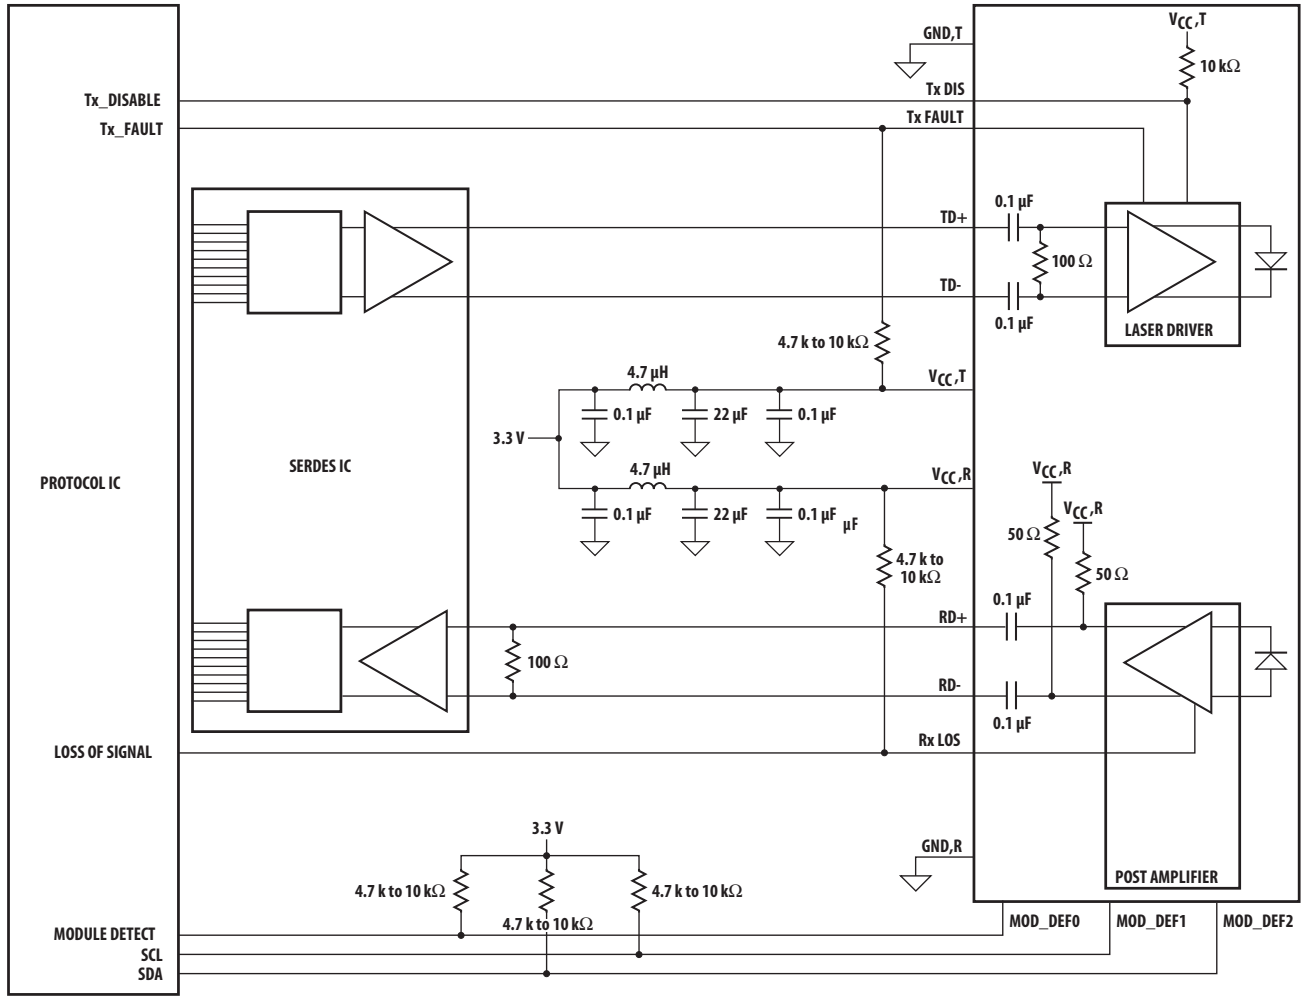 V_CC,T
GND,T
10 kΩ
Tx_DISABLE
Tx DIS
Tx_FAULT
Tx FAULT
0.1 µF
TD+
100 Ω
TD-
0.1 µF
LASER DRIVER
4.7 k to 10 kΩ
4.7 µH
V_CC,T
0.1 µF
22 µF
0.1 µF
3.3 V
SERDES IC
4.7 µH
V_CC,R
V_CC,R
PROTOCOL IC
0.1 µF
22 µF
0.1 µF
µF
V_CC,R
50 Ω
4.7 k to
10 kΩ
50 Ω
0.1 µF
RD+
100 Ω
RD-
0.1 µF
LOSS OF SIGNAL
Rx LOS
3.3 V
GND,R
4.7 k to 10 kΩ
4.7 k to 10 kΩ
POST AMPLIFIER
4.7 k to 10 kΩ
MODULE DETECT
MOD_DEF0
MOD_DEF1
MOD_DEF2
SCL
SDA